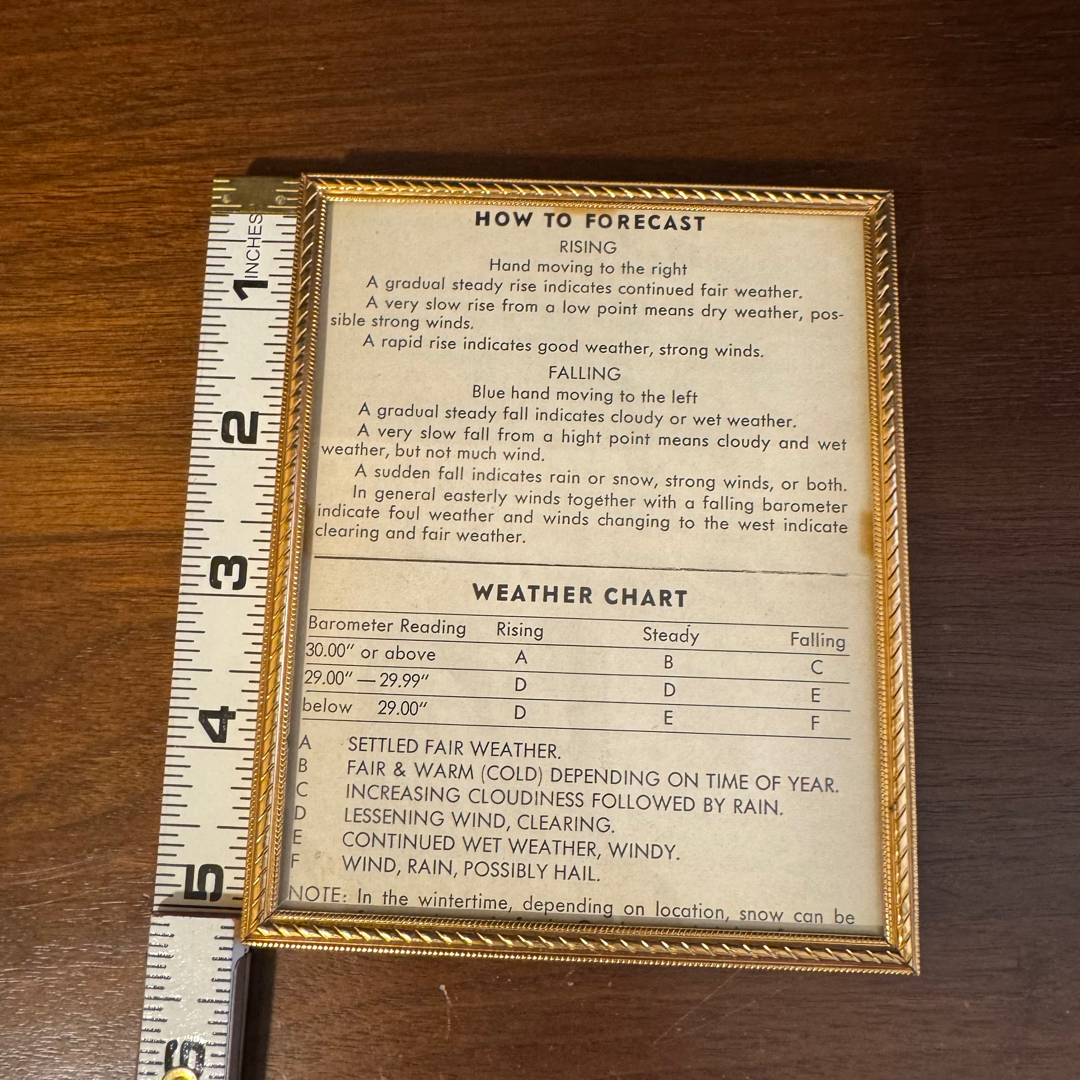 HOW TO FORECAST
RISING
Hand moving to the right
A gradual steady rise indicates continued fair weather.
A very slow rise from a low point means dry weather, pos-
sible strong winds.
A rapid rise indicates good weather, strong winds.
FALLING
Blue hand moving to the left
A gradual steady fall indicates cloudy or wet weather.
A very slow fall from a hight point means cloudy and wet
weather, but not much wind.
A sudden fall indicates rain or snow, strong winds, or both.
In general easterly winds together with a falling barometer
indicate foul weather and winds changing to the west indicate
clearing and fair weather.
WEATHER CHART
Barometer Reading Rising Steady Falling
30.00" or above A B C
29.00" — 29.99" D D E
below 29.00" D E F
A SETTLED FAIR WEATHER.
B FAIR & WARM (COLD) DEPENDING ON TIME OF YEAR.
C INCREASING CLOUDINESS FOLLOWED BY RAIN.
D LESSENING WIND, CLEARING.
E CONTINUED WET WEATHER, WINDY.
F WIND, RAIN, POSSIBLY HAIL.
NOTE: In the wintertime, depending on location, snow can be
INCHES
1
2
3
4
5
6